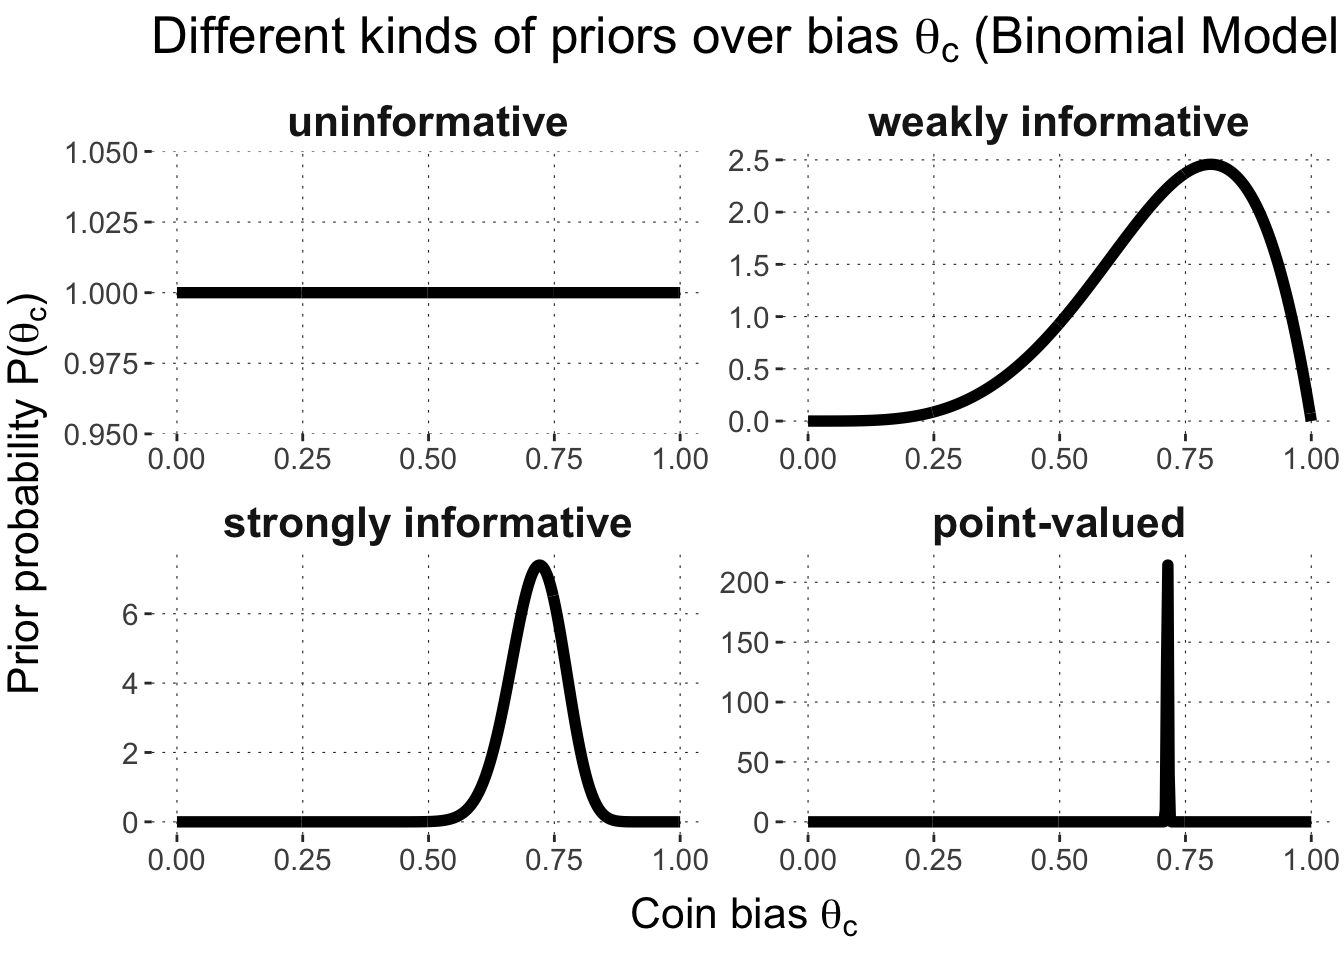 Different kinds of priors over bias θc (Binomial Model
uninformative
1.050
1.025
1.000
0.975
0.950
0.00 0.25 0.50 0.75 1.00
weakly informative
2.5
2.0
1.5
1.0
0.5
0.0
0.00 0.25 0.50 0.75 1.00
Prior probability P(θc)
strongly informative
6
4
2
0
0.00 0.25 0.50 0.75 1.00
point-valued
200
150
100
50
0
0.00 0.25 0.50 0.75 1.00
Coin bias θc